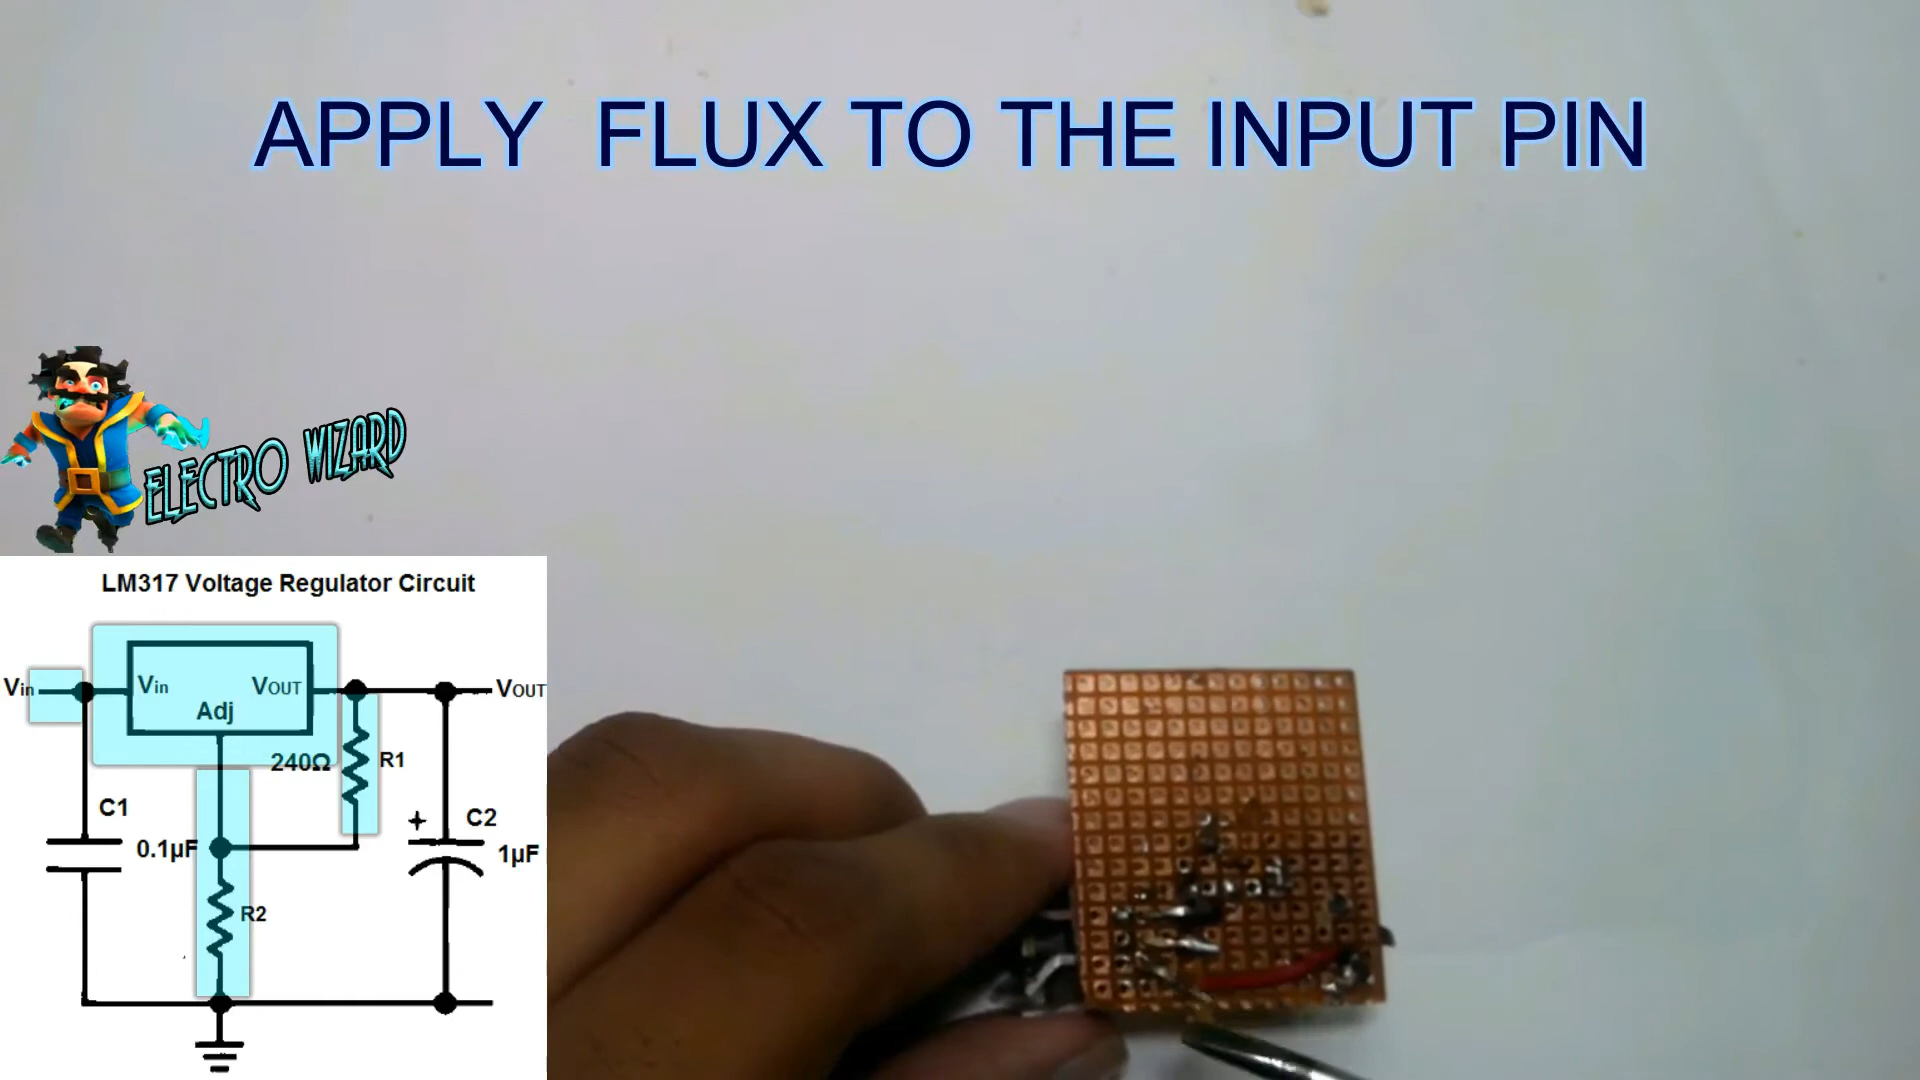 APPLY  FLUX TO THE INPUT PIN
ELECTRO WIZARD
LM317 Voltage Regulator Circuit
Vin
Vin
VOUT
VOUT
Adj
240Ω
R1
C1
0.1µF
+
C2
1µF
R2